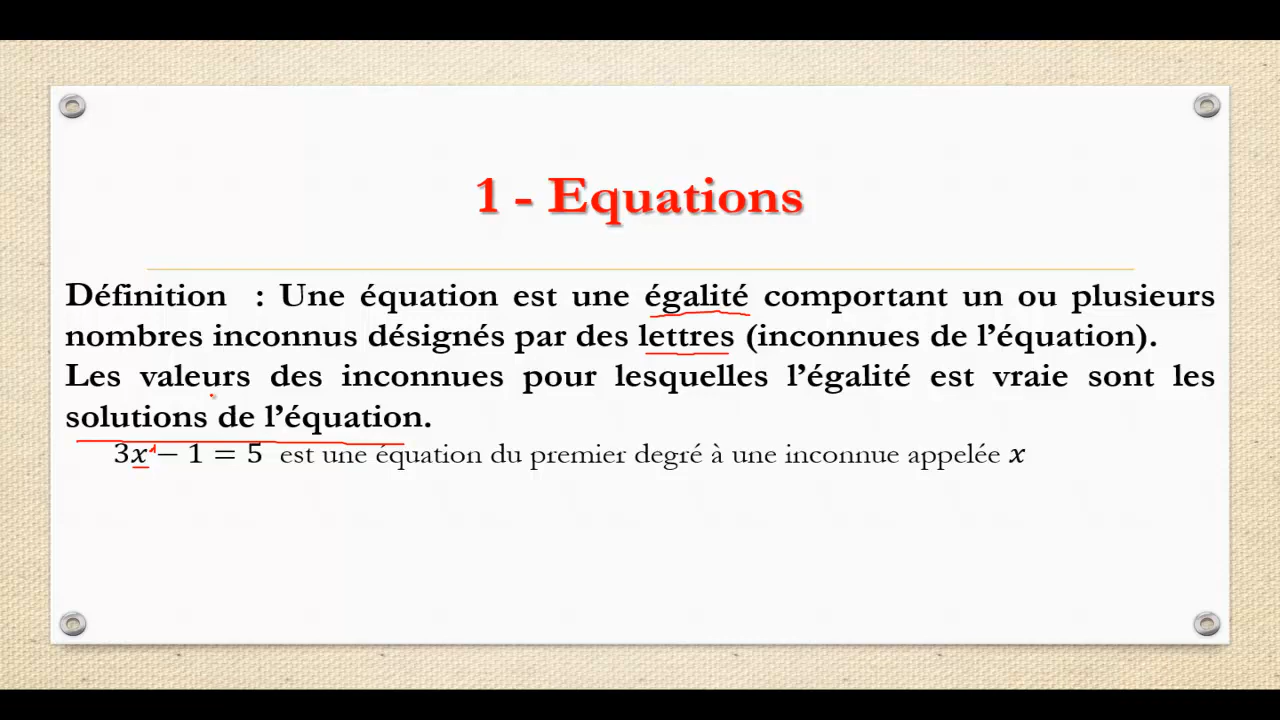 1 - Equations
Définition : Une équation est une égalité comportant un ou plusieurs
nombres inconnus désignés par des lettres (inconnues de l’équation).
Les valeurs des inconnues pour lesquelles l’égalité est vraie sont les
solutions de l’équation.
3x¹ − 1 = 5 est une équation du premier degré à une inconnue appelée x